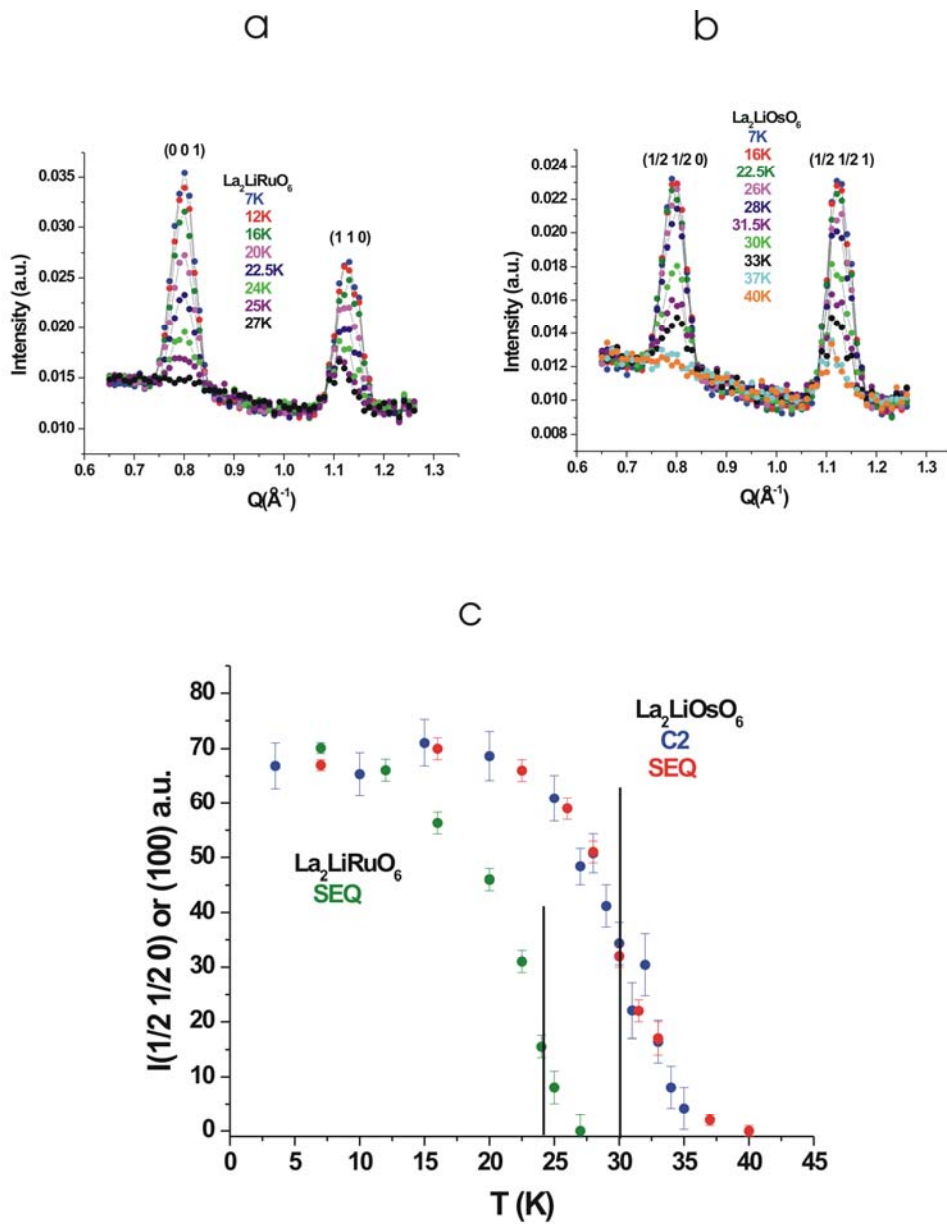 a
(0 0 1)
La₂LiRuO₆
7K
12K
16K
20K
22.5K
24K
25K
27K
(1 1 0)
0.035
0.030
0.025
0.020
0.015
0.010
Intensity (a.u.)
0.6 0.7 0.8 0.9 1.0 1.1 1.2 1.3
Q(Å⁻¹)
b
La₂LiOsO₆
7K
16K
22.5K
26K
28K
31.5K
30K
33K
37K
40K
(1/2 1/2 0)
(1/2 1/2 1)
0.024
0.022
0.020
0.018
0.016
0.014
0.012
0.010
0.008
Intensity (a.u.)
0.6 0.7 0.8 0.9 1.0 1.1 1.2 1.3
Q(Å⁻¹)
c
80
70
60
50
40
30
20
10
0
I(1/2 1/2 0) or (100) a.u.
La₂LiOsO₆
C2
SEQ
La₂LiRuO₆
SEQ
0 5 10 15 20 25 30 35 40 45
T (K)